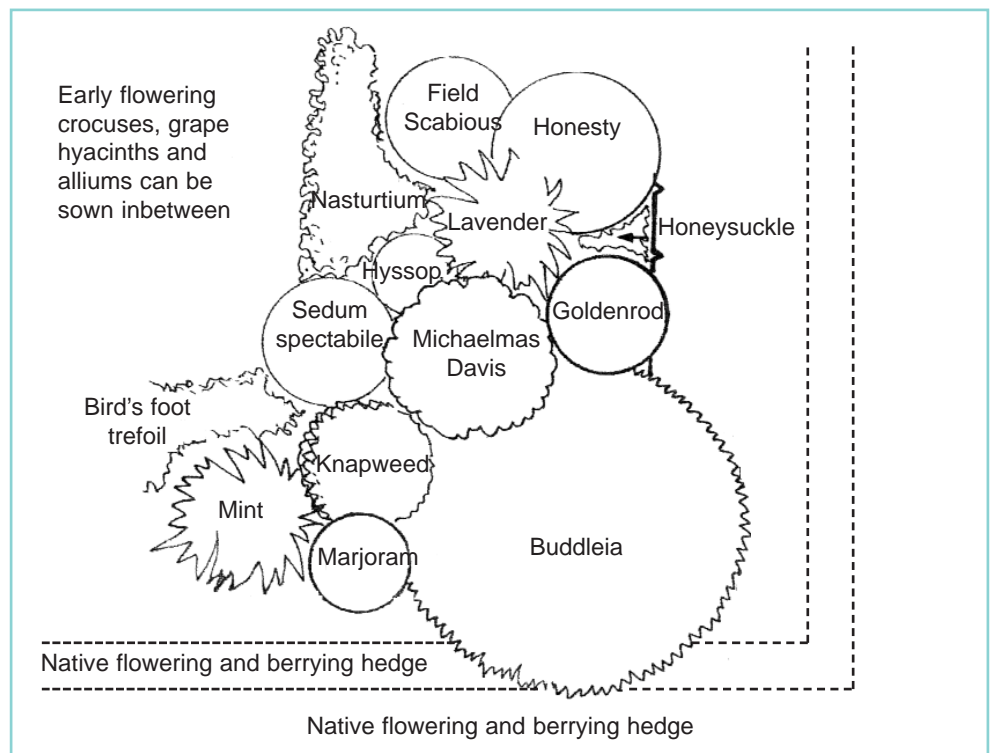 Early flowering
crocuses, grape
hyacinths and
alliums can be
sown inbetween
Field
Scabious
Honesty
Nasturtium
Lavender
Honeysuckle
Hyssop
Sedum
spectabile
Michaelmas
Davis
Goldenrod
Bird's foot
trefoil
Knapweed
Mint
Marjoram
Buddleia
Native flowering and berrying hedge
Native flowering and berrying hedge